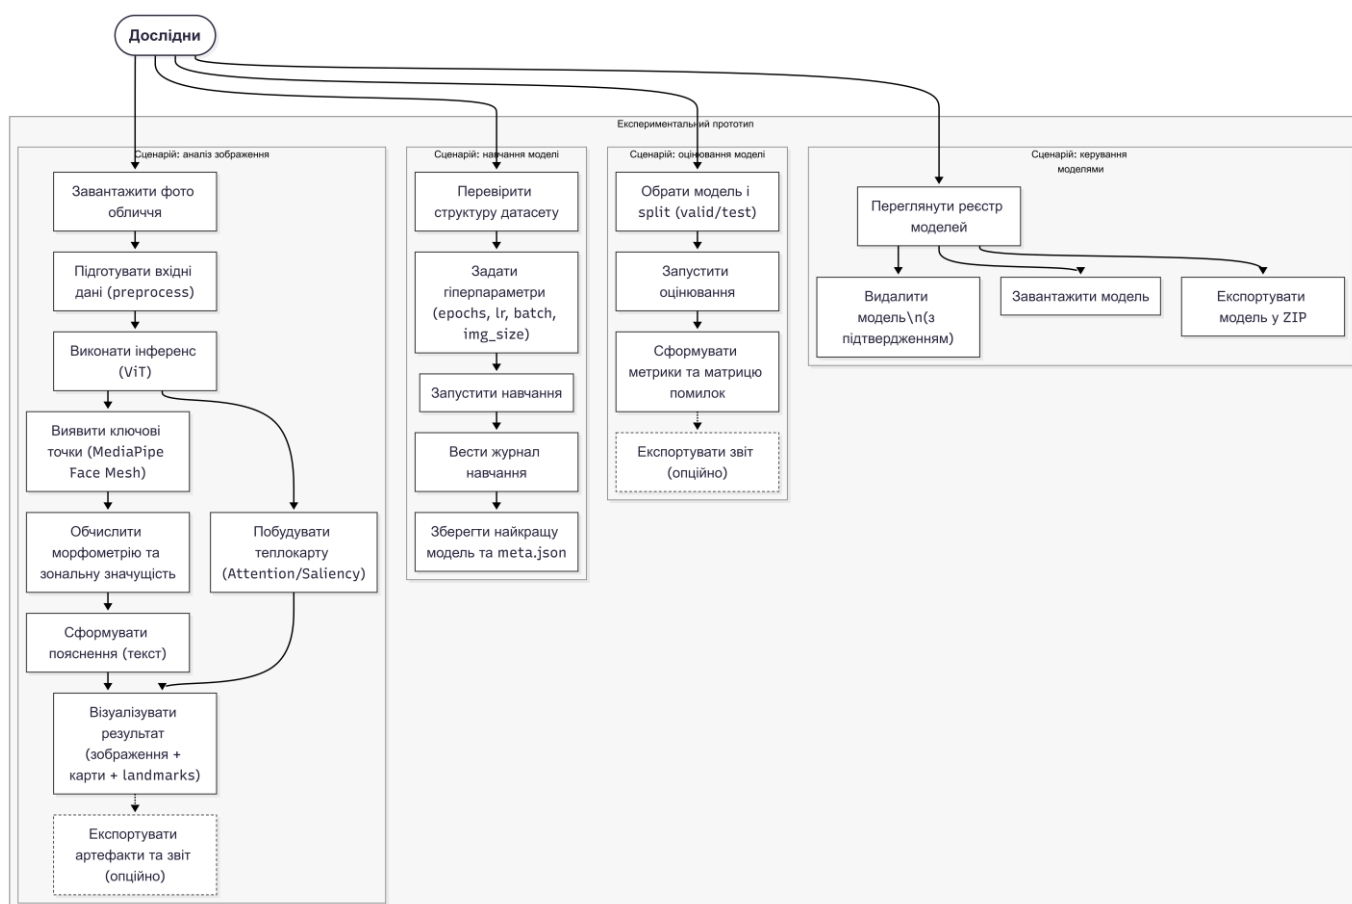 Дослідни
Експериментальний прототип
Сценарій: аналіз зображення
Завантажити фото
обличчя
Підготувати вхідні
дані (preprocess)
Виконати інференс
(ViT)
Виявити ключові
точки (MediaPipe
Face Mesh)
Обчислити
морфометрію та
зональну значущість
Побудувати
теплокарту
(Attention/Saliency)
Сформувати
пояснення (текст)
Візуалізувати
результат
(зображення +
карти + landmarks)
Експортувати
артефакти та звіт
(опційно)
Сценарій: навчання моделі
Перевірити
структуру датасету
Задати
гіперпараметри
(epochs, lr, batch,
img_size)
Запустити навчання
Вести журнал
навчання
Зберегти найкращу
модель та meta.json
Сценарій: оцінювання моделі
Обрати модель і
split (valid/test)
Запустити
оцінювання
Сформувати
метрики та матрицю
помилок
Експортувати звіт
(опційно)
Сценарій: керування
моделями
Переглянути реєстр
моделей
Видалити
модель\n(з
підтвердженням)
Завантажити модель
Експортувати
модель у ZIP